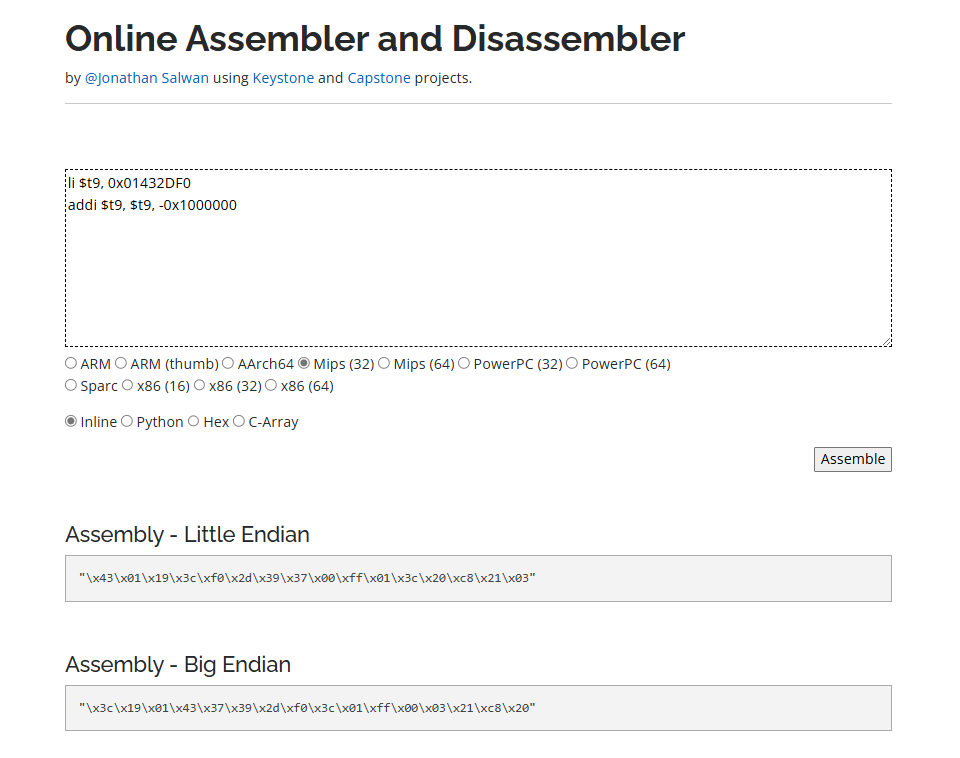 Online Assembler and Disassembler
by @Jonathan Salwan using Keystone and Capstone projects.
li $t9, 0x01432DF0
addi $t9, $t9, -0x1000000
ARM ARM (thumb) AArch64 Mips (32) Mips (64) PowerPC (32) PowerPC (64)
Sparc x86 (16) x86 (32) x86 (64)
Inline Python Hex C-Array
Assemble
Assembly - Little Endian
"\x43\x01\x19\x3c\xf0\x2d\x39\x37\x00\xff\x01\x3c\x20\xc8\x21\x03"
Assembly - Big Endian
"\x3c\x19\x01\x43\x37\x39\x2d\xf0\x3c\x01\xff\x00\x03\x21\xc8\x20"